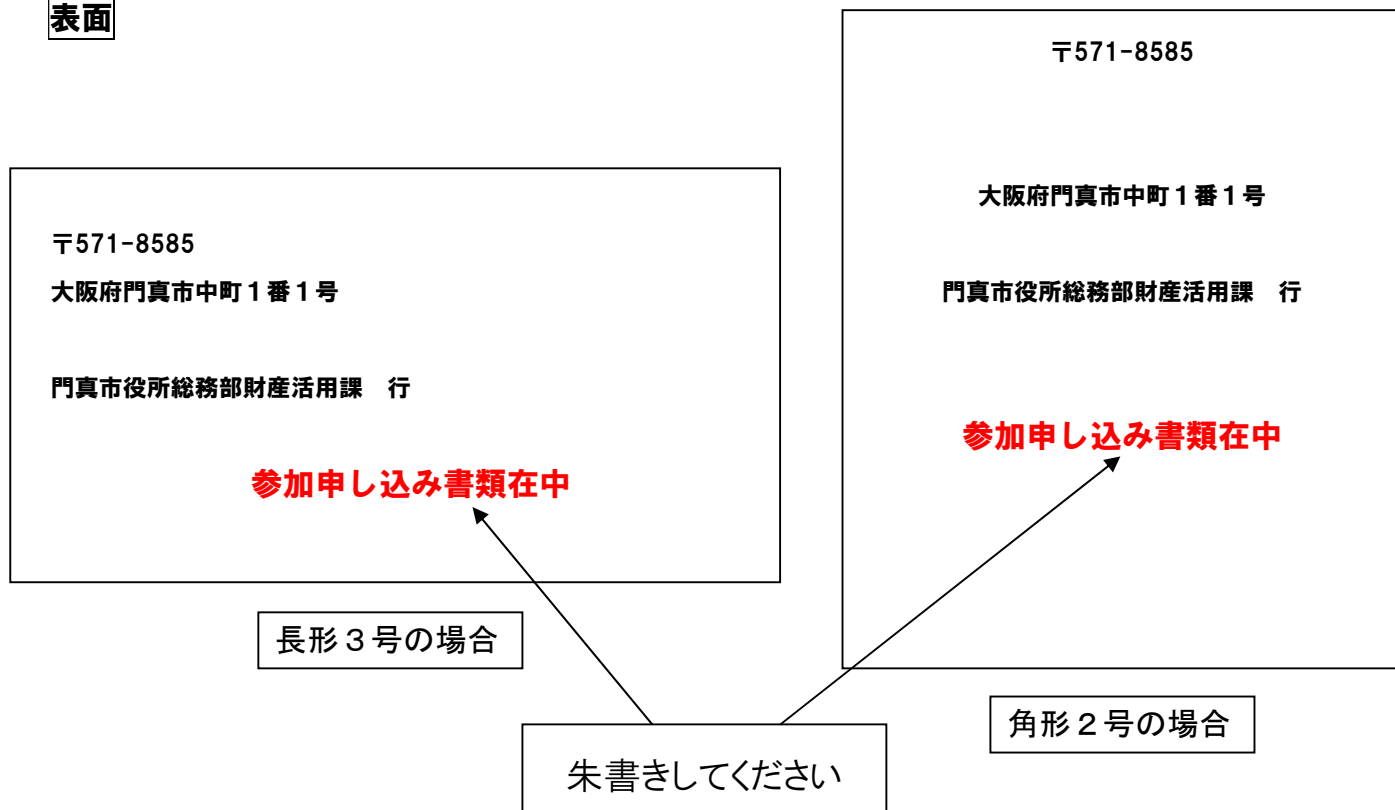 表面
〒571-8585
大阪府門真市中町１番１号
門真市役所総務部財産活用課　行
参加申し込み書類在中
長形３号の場合
〒571-8585
大阪府門真市中町１番１号
門真市役所総務部財産活用課　行
参加申し込み書類在中
角形２号の場合
朱書きしてください